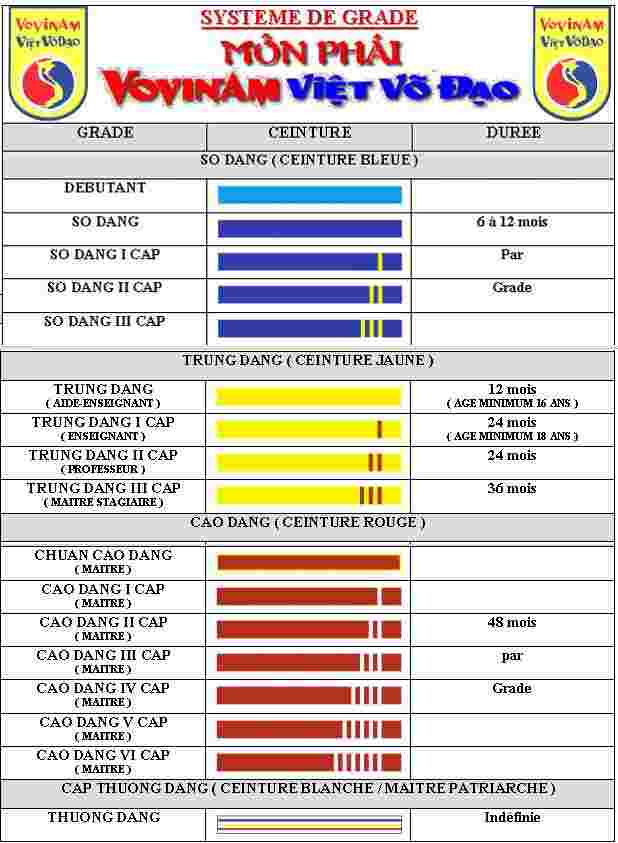 VOVINAM
VIỆT VÕ ĐẠO
SYSTEME DE GRADE
MÔN PHÁI
VOVINAM VIỆT VÕ ĐẠO
VOVINAM
VIỆT VÕ ĐẠO
GRADE CEINTURE DUREE
SO DANG ( CEINTURE BLEUE )
DEBUTANT
SO DANG 6 à 12 mois
SO DANG I CAP Par
SO DANG II CAP Grade
SO DANG III CAP
TRUNG DANG ( CEINTURE JAUNE )
TRUNG DANG 12 mois
( AIDE-ENSEIGNANT ) ( AGE MINIMUM 16 ANS )
TRUNG DANG I CAP 24 mois
( ENSEIGNANT ) ( AGE MINIMUM 18 ANS )
TRUNG DANG II CAP 24 mois
( PROFESSEUR )
TRUNG DANG III CAP 36 mois
( MAITRE STAGIAIRE )
CAO DANG ( CEINTURE ROUGE )
CHUAN CAO DANG
( MAITRE )
CAO DANG I CAP
( MAITRE )
CAO DANG II CAP 48 mois
( MAITRE )
CAO DANG III CAP par
( MAITRE )
CAO DANG IV CAP Grade
( MAITRE )
CAO DANG V CAP
( MAITRE )
CAO DANG VI CAP
( MAITRE )
CAP THUONG DANG ( CEINTURE BLANCHE / MAITRE PATRIARCHE )
THUONG DANG Indéfinie